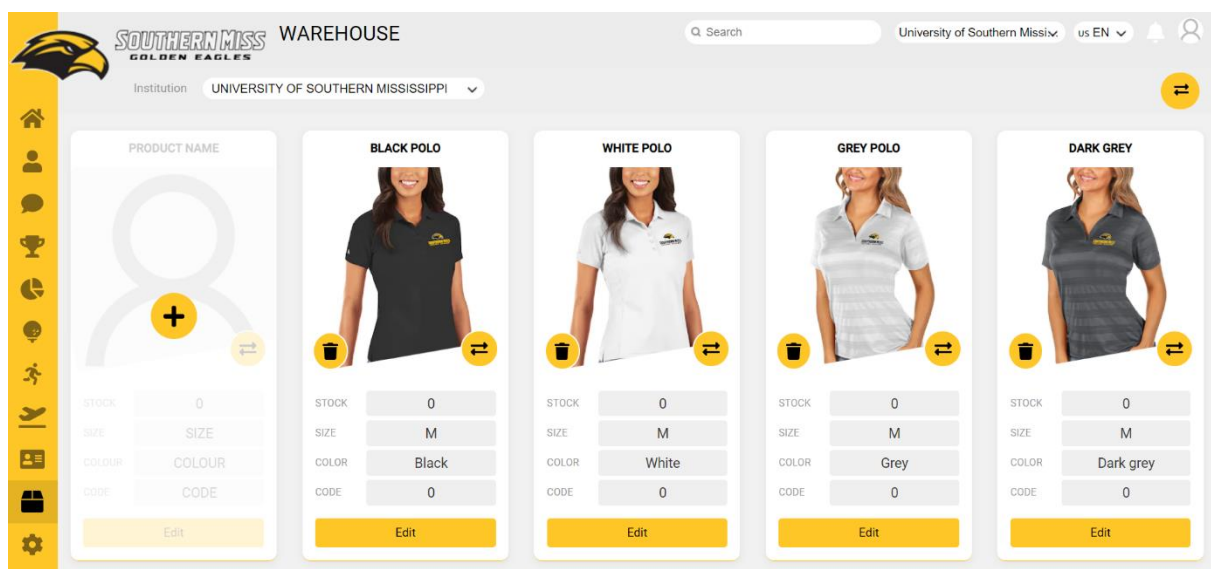 SOUTHERN MISS
GOLDEN EAGLES
WAREHOUSE
Search
University of Southern Missi
us EN
Institution
UNIVERSITY OF SOUTHERN MISSISSIPPI
PRODUCT NAME
STOCK 0
SIZE SIZE
COLOUR COLOUR
CODE CODE
Edit
BLACK POLO
STOCK 0
SIZE M
COLOR Black
CODE 0
Edit
WHITE POLO
STOCK 0
SIZE M
COLOR White
CODE 0
Edit
GREY POLO
STOCK 0
SIZE M
COLOR Grey
CODE 0
Edit
DARK GREY
STOCK 0
SIZE M
COLOR Dark grey
CODE 0
Edit